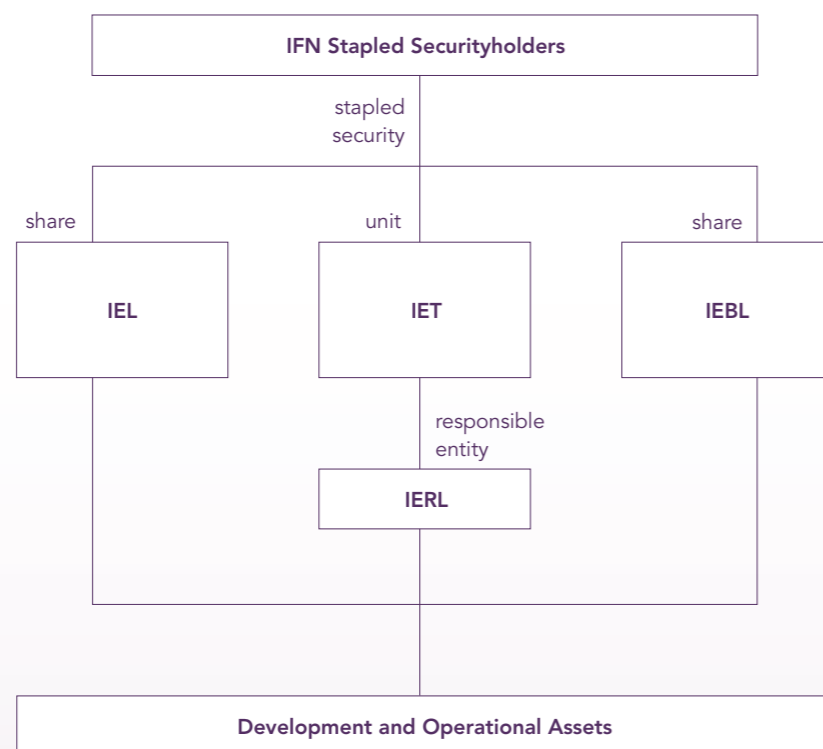 IFN Stapled Securityholders
stapled
security
share
unit
share
IEL
IET
IEBL
responsible
entity
IERL
Development and Operational Assets